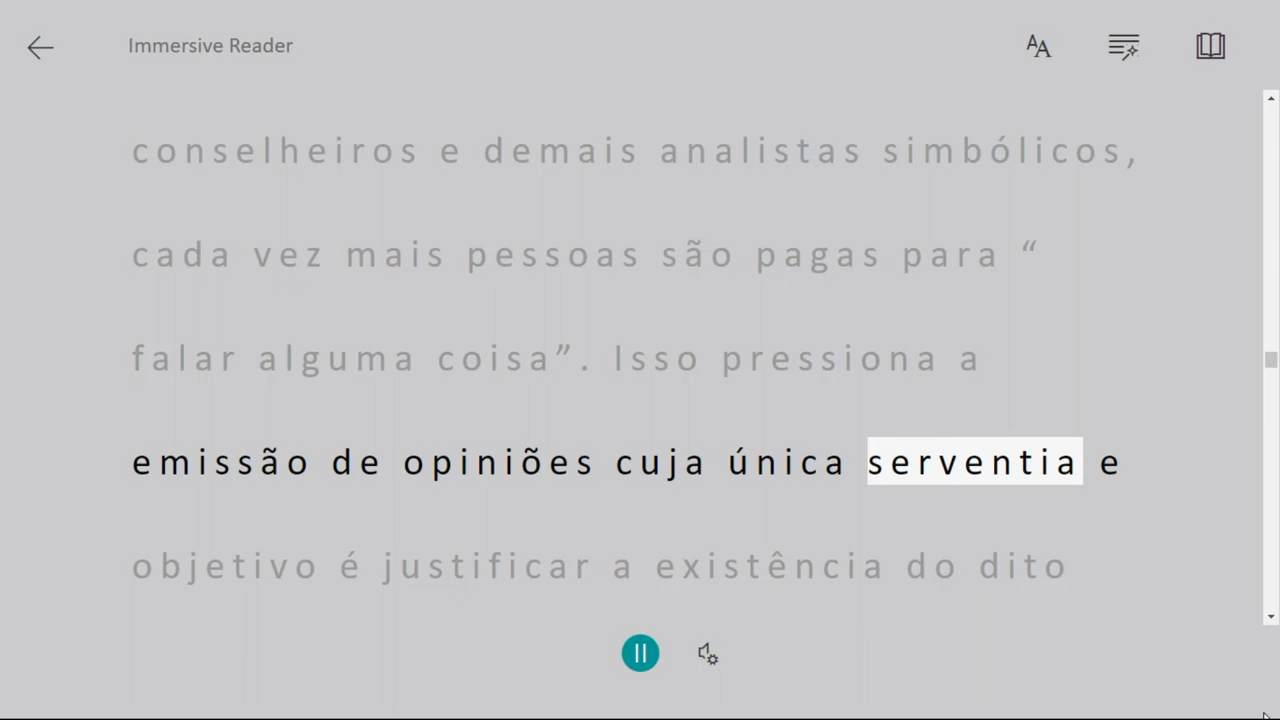 Immersive Reader
conselheiros e demais analistas simbólicos,
cada vez mais pessoas são pagas para “
falar alguma coisa”. Isso pressiona a
emissão de opiniões cuja única serventia e
objetivo é justificar a existência do dito